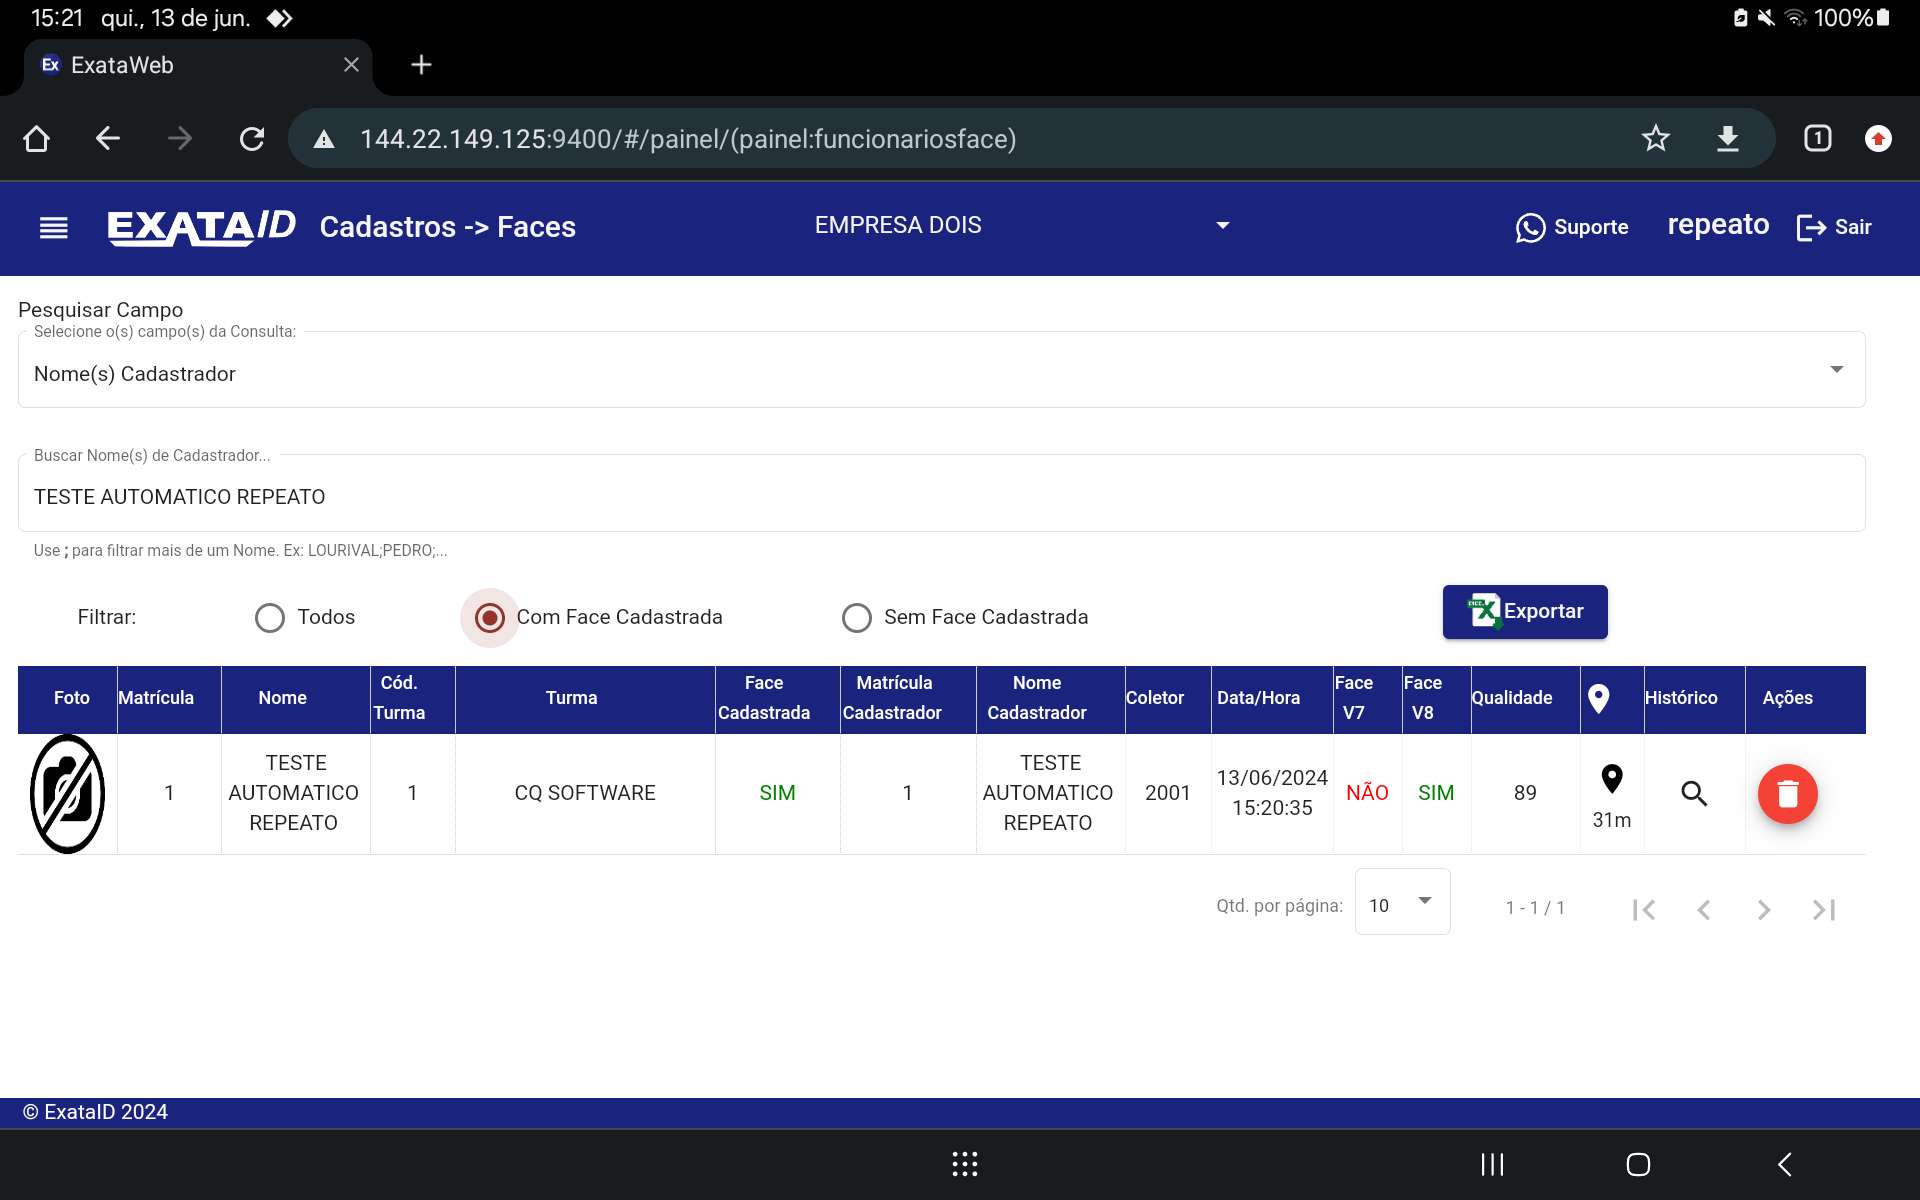 15:21 qui., 13 de jun. 100%
Ex ExataWeb
144.22.149.125:9400/#/painel/(painel:funcionariosface) 1
EXATAID Cadastros -> Faces EMPRESA DOIS Suporte repeato Sair
Pesquisar Campo
Selecione o(s) campo(s) da Consulta:
Nome(s) Cadastrador
Buscar Nome(s) de Cadastrador...
TESTE AUTOMATICO REPEATO
Use ; para filtrar mais de um Nome. Ex: LOURIVAL;PEDRO;...
Filtrar: Todos Com Face Cadastrada Sem Face Cadastrada Exportar
Foto Matrícula Nome Cód. Turma Turma Face Cadastrada Matrícula Cadastrador Nome Cadastrador Coletor Data/Hora Face V7 Face V8 Qualidade Histórico Ações
1 TESTE AUTOMATICO REPEATO 1 CQ SOFTWARE SIM 1 TESTE AUTOMATICO REPEATO 2001 13/06/2024 15:20:35 NÃO SIM 89 31m
Qtd. por página: 10 1 - 1 / 1
© ExataID 2024